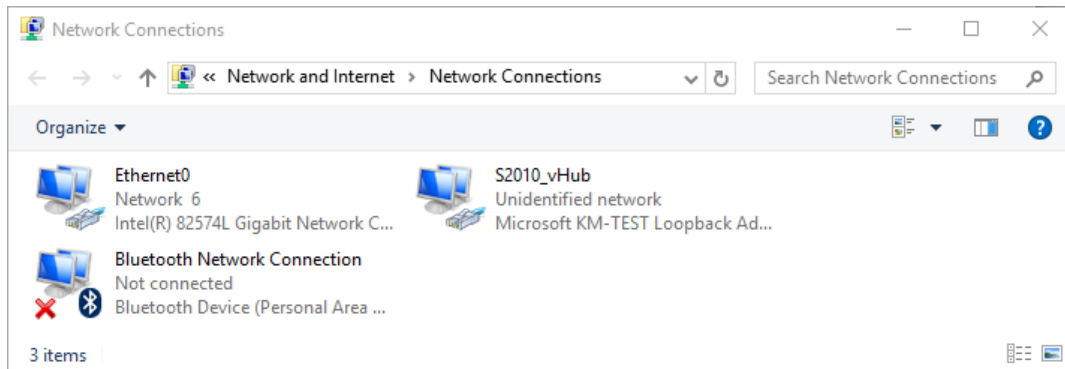 Network Connections
« Network and Internet > Network Connections
Search Network Connections
Organize
?
Ethernet0
Network 6
Intel(R) 82574L Gigabit Network C...
S2010_vHub
Unidentified network
Microsoft KM-TEST Loopback Ad...
Bluetooth Network Connection
Not connected
Bluetooth Device (Personal Area ...
3 items